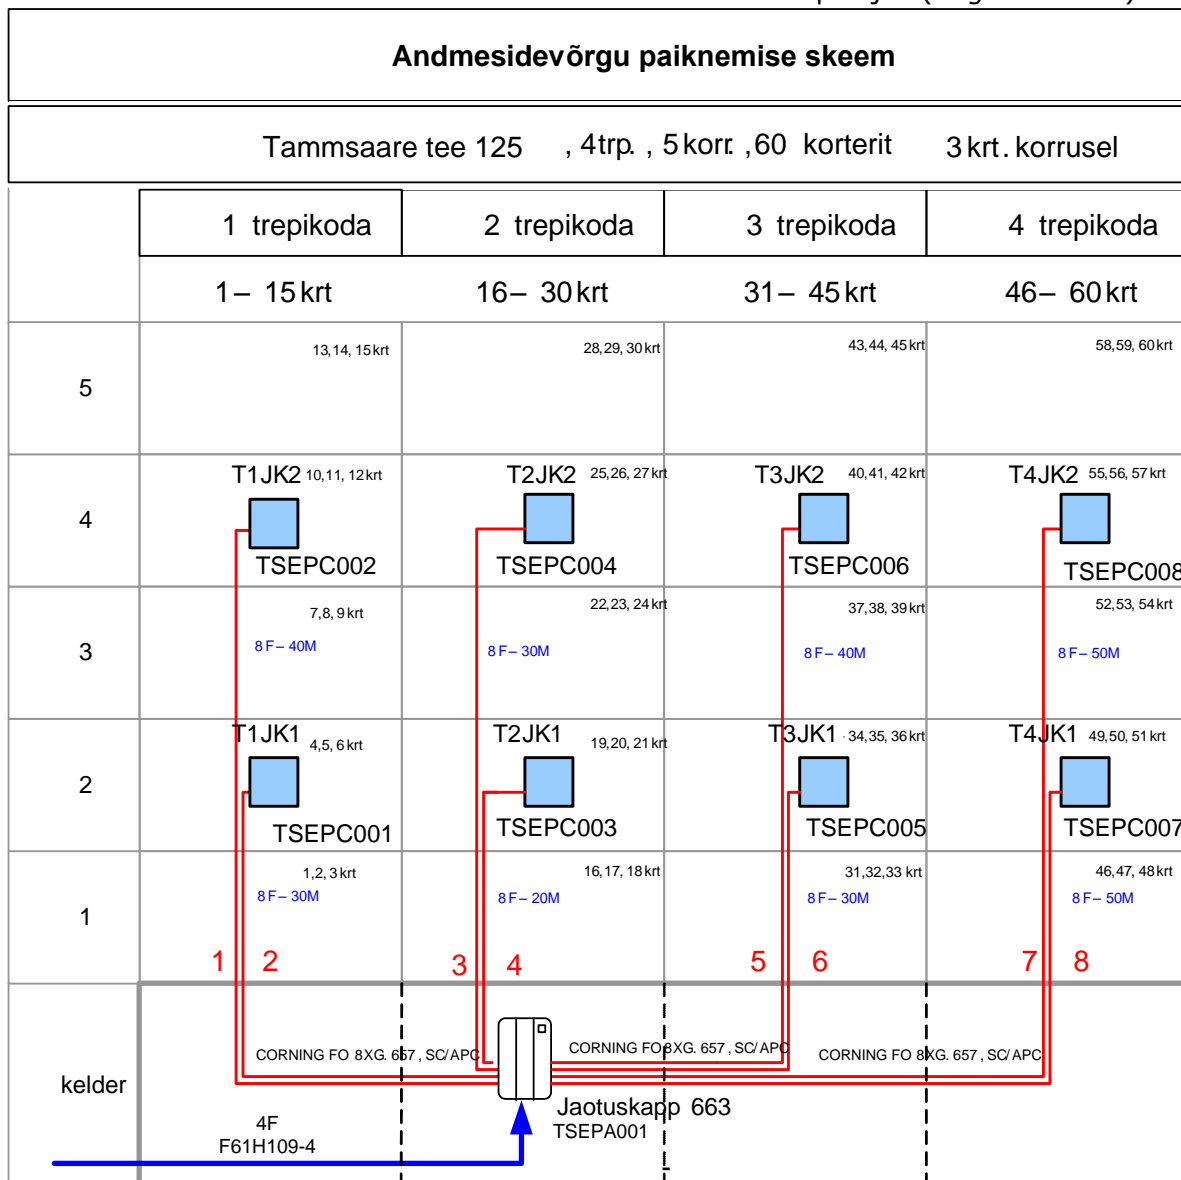 Andmesidevõrgu paiknemise skeem
Tammsaare tee 125 , 4trp. , 5korr. ,60 korterit 3krt. korrusel
1 trepikoda 2 trepikoda 3 trepikoda 4 trepikoda
1– 15krt 16– 30krt 31– 45krt 46– 60krt
5
13,14, 15krt 28,29, 30krt 43,44, 45krt 58,59, 60krt
4
T1JK2 10,11, 12krt T2JK2 25,26, 27krt T3JK2 40,41, 42krt T4JK2 55,56, 57krt
TSEPC002 TSEPC004 TSEPC006 TSEPC008
3
7,8, 9krt 22,23, 24krt 37,38, 39krt 52,53, 54krt
8F–40M 8F–30M 8F–40M 8F–50M
2
T1JK1 4,5, 6krt T2JK1 19,20, 21krt T3JK1 34,35, 36krt T4JK1 49,50, 51krt
TSEPC001 TSEPC003 TSEPC005 TSEPC007
1
1,2, 3krt 16,17, 18krt 31,32,33 krt 46,47, 48krt
8F–30M 8F–20M 8F–30M 8F–50M
1 2 3 4 5 6 7 8
kelder
CORNING FO 8XG. 657, SC/APC CORNING FO 8XG. 657, SC/APC CORNING FO 8XG. 657, SC/APC
Jaotuskapp 663
TSEPA001
4F
F61H109-4